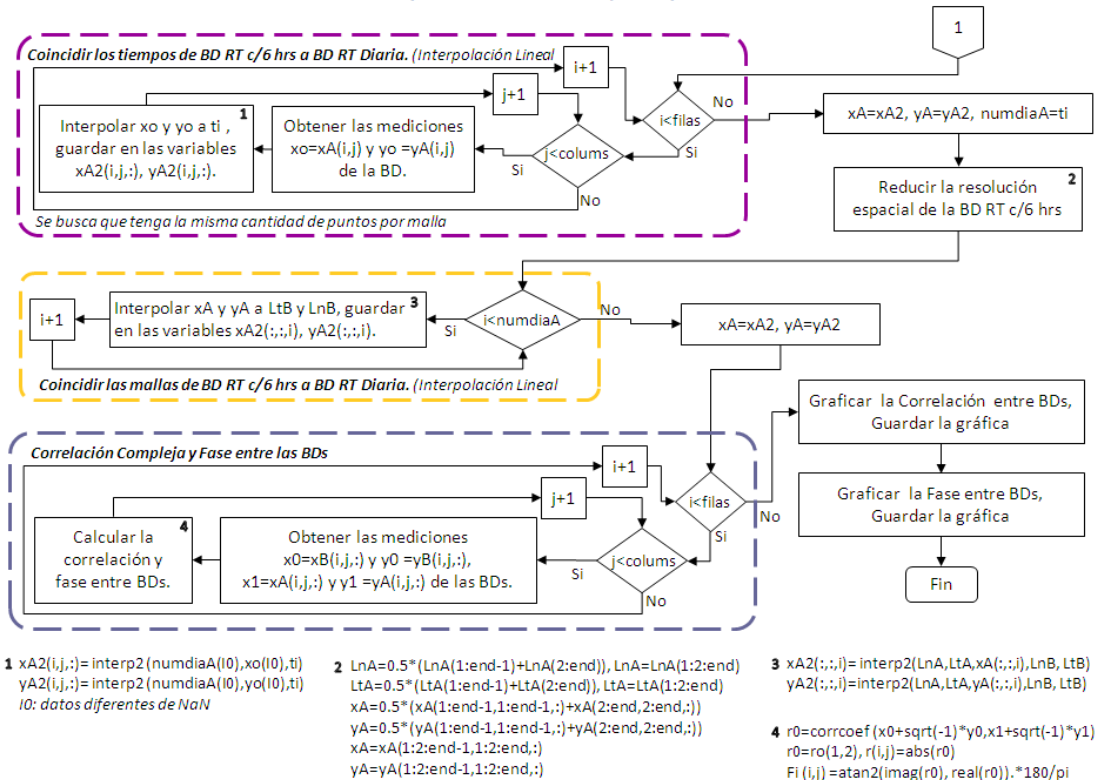 1
Coincidir los tiempos de BD RT c/6 hrs a BD RT Diaria. (Interpolación Lineal
i+1
j+1
i<filas
No
Si
j<colums
Si
No
Obtener las mediciones
xo=xA(i,j) y yo =yA(i,j)
de la BD.
1
Interpolar xo y yo a ti ,
guardar en las variables
xA2(i,j,:), yA2(i,j,:).
Se busca que tenga la misma cantidad de puntos por malla
xA=xA2, yA=yA2, numdiaA=ti
2
Reducir la resolución
espacial de la BD RT c/6 hrs
i+1
Interpolar xA y yA a LtB y LnB, guardar 3
en las variables xA2(:,:,i), yA2(:,:,i).
Si
i<numdiaA
No
xA=xA2, yA=yA2
Coincidir las mallas de BD RT c/6 hrs a BD RT Diaria. (Interpolación Lineal
Correlación Compleja y Fase entre las BDs
i+1
j+1
i<filas
No
Si
j<colums
Si
No
Obtener las mediciones
x0=xB(i,j,:) y y0 =yB(i,j,:),
x1=xA(i,j,:) y y1 =yA(i,j,:) de las BDs.
4
Calcular la
correlación y
fase entre BDs.
Graficar la Correlación entre BDs,
Guardar la gráfica
Graficar la Fase entre BDs,
Guardar la gráfica
Fin
1 xA2(i,j,:)= interp2 (numdiaA(I0),xo(I0),ti)
yA2(i,j,:)= interp2 (numdiaA(I0),yo(I0),ti)
I0: datos diferentes de NaN
2 LnA=0.5*(LnA(1:end-1)+LnA(2:end)), LnA=LnA(1:2:end)
LtA=0.5*(LtA(1:end-1)+LtA(2:end)), LtA=LtA(1:2:end)
xA=0.5*(xA(1:end-1,1:end-1,:)+xA(2:end,2:end,:))
yA=0.5*(yA(1:end-1,1:end-1,:)+yA(2:end,2:end,:))
xA=xA(1:2:end-1,1:2:end,:)
yA=yA(1:2:end-1,1:2:end,:)
3 xA2(:,:,i)= interp2(LnA,LtA,xA(:,:,i),LnB, LtB)
yA2(:,:,i)=interp2(LnA,LtA,yA(:,:,i),LnB, LtB)
4 r0=corrcoef (x0+sqrt(-1)*y0,x1+sqrt(-1)*y1)
r0=ro(1,2), r(i,j)=abs(r0)
Fi (i,j) =atan2(imag(r0), real(r0)).*180/pi